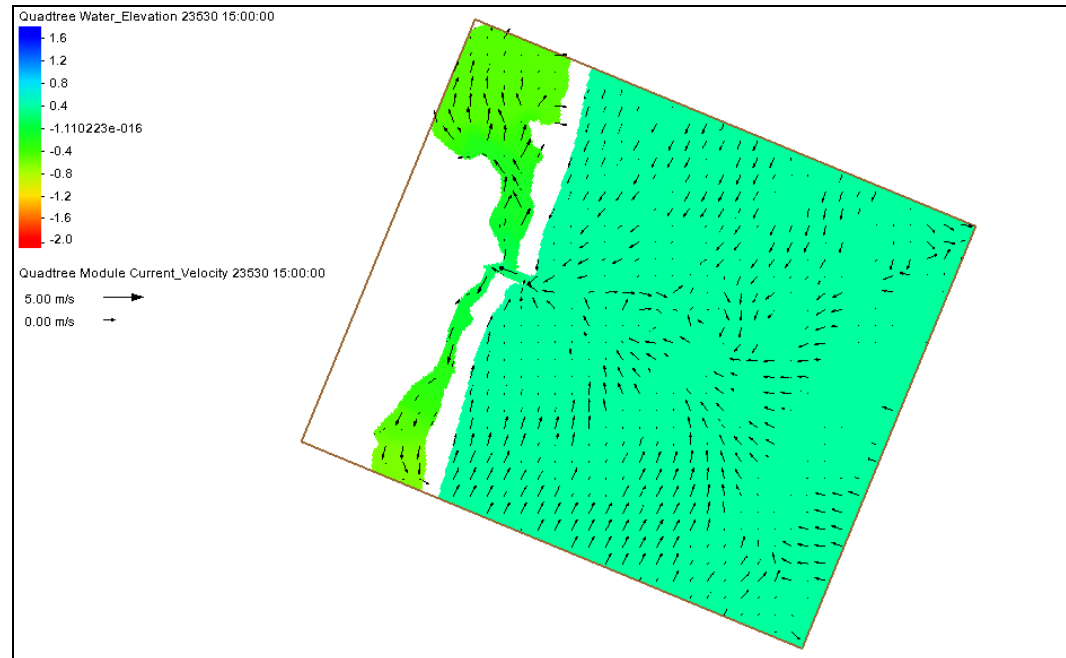 Quadtree Water_Elevation 23530 15:00:00
1.6
1.2
0.8
0.4
-1.110223e-016
-0.4
-0.8
-1.2
-1.6
-2.0
Quadtree Module Current_Velocity 23530 15:00:00
5.00 m/s
0.00 m/s